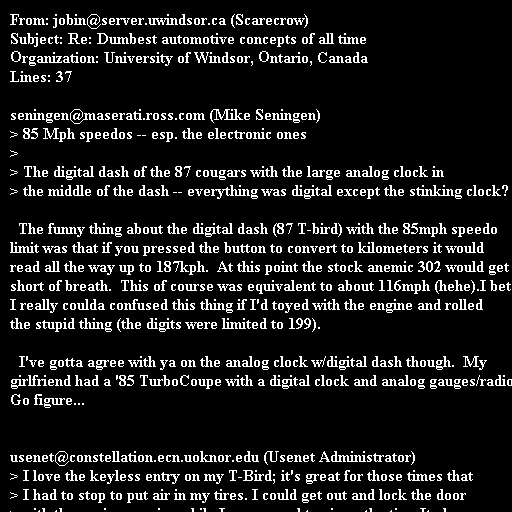 From: jobin@server.uwindsor.ca (Scarecrow)
Subject: Re: Dumbest automotive concepts of all time
Organization: University of Windsor, Ontario, Canada
Lines: 37

seningen@maserati.ross.com (Mike Seningen)
> 85 Mph speedos -- esp. the electronic ones
>
> The digital dash of the 87 cougars with the large analog clock in
> the middle of the dash -- everything was digital except the stinking clock?

The funny thing about the digital dash (87 T-bird) with the 85mph speedo
limit was that if you pressed the button to convert to kilometers it would
read all the way up to 187kph.  At this point the stock anemic 302 would get
short of breath.  This of course was equivalent to about 116mph (hehe).I bet
I really coulda confused this thing if I'd toyed with the engine and rolled
the stupid thing (the digits were limited to 199).

I've gotta agree with ya on the analog clock w/digital dash though.  My
girlfriend had a '85 TurboCoupe with a digital clock and analog gauges/radio
Go figure...

usenet@constellation.ecn.uoknor.edu (Usenet Administrator)
> I love the keyless entry on my T-Bird; it's great for those times that
> I had to stop to put air in my tires. I could get out and lock the door